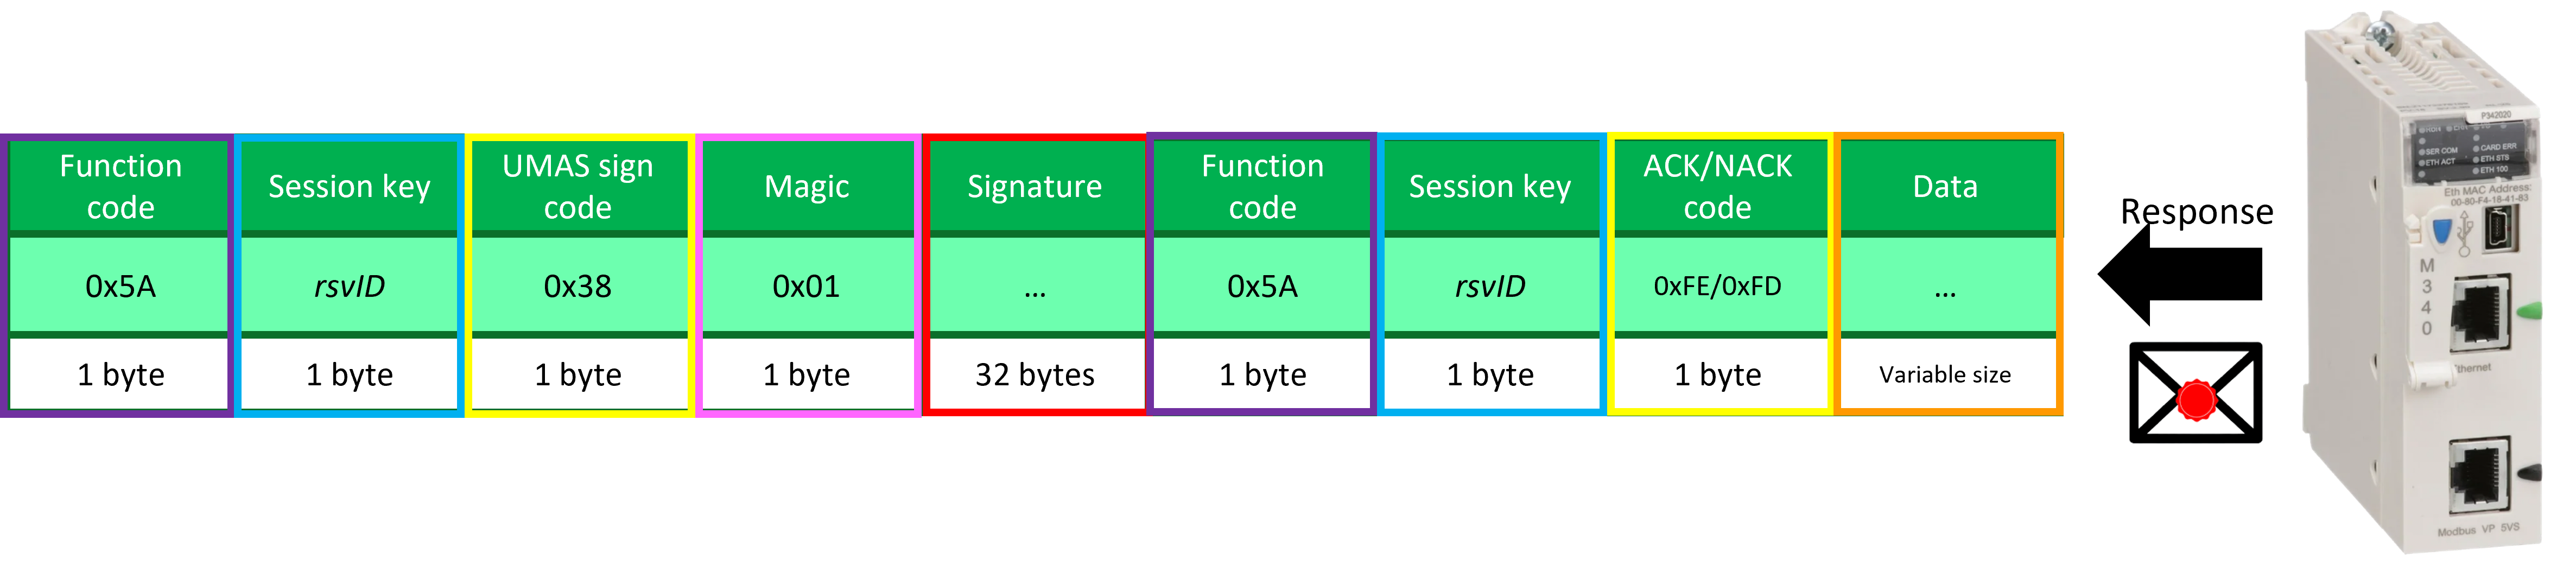 Function code
Session key
UMAS sign code
Magic
Signature
Function code
Session key
ACK/NACK code
Data
0x5A
rsvID
0x38
0x01
...
0x5A
rsvID
0xFE/0xFD
...
1 byte
1 byte
1 byte
1 byte
32 bytes
1 byte
1 byte
1 byte
Variable size
Response
P342020
SER COM
CARD ERR
ETH ACT
ETH STS
ETH 100
Eth MAC Address:
00-80-F4-18-41-83
M
3
4
0
Modbus VP 5VS